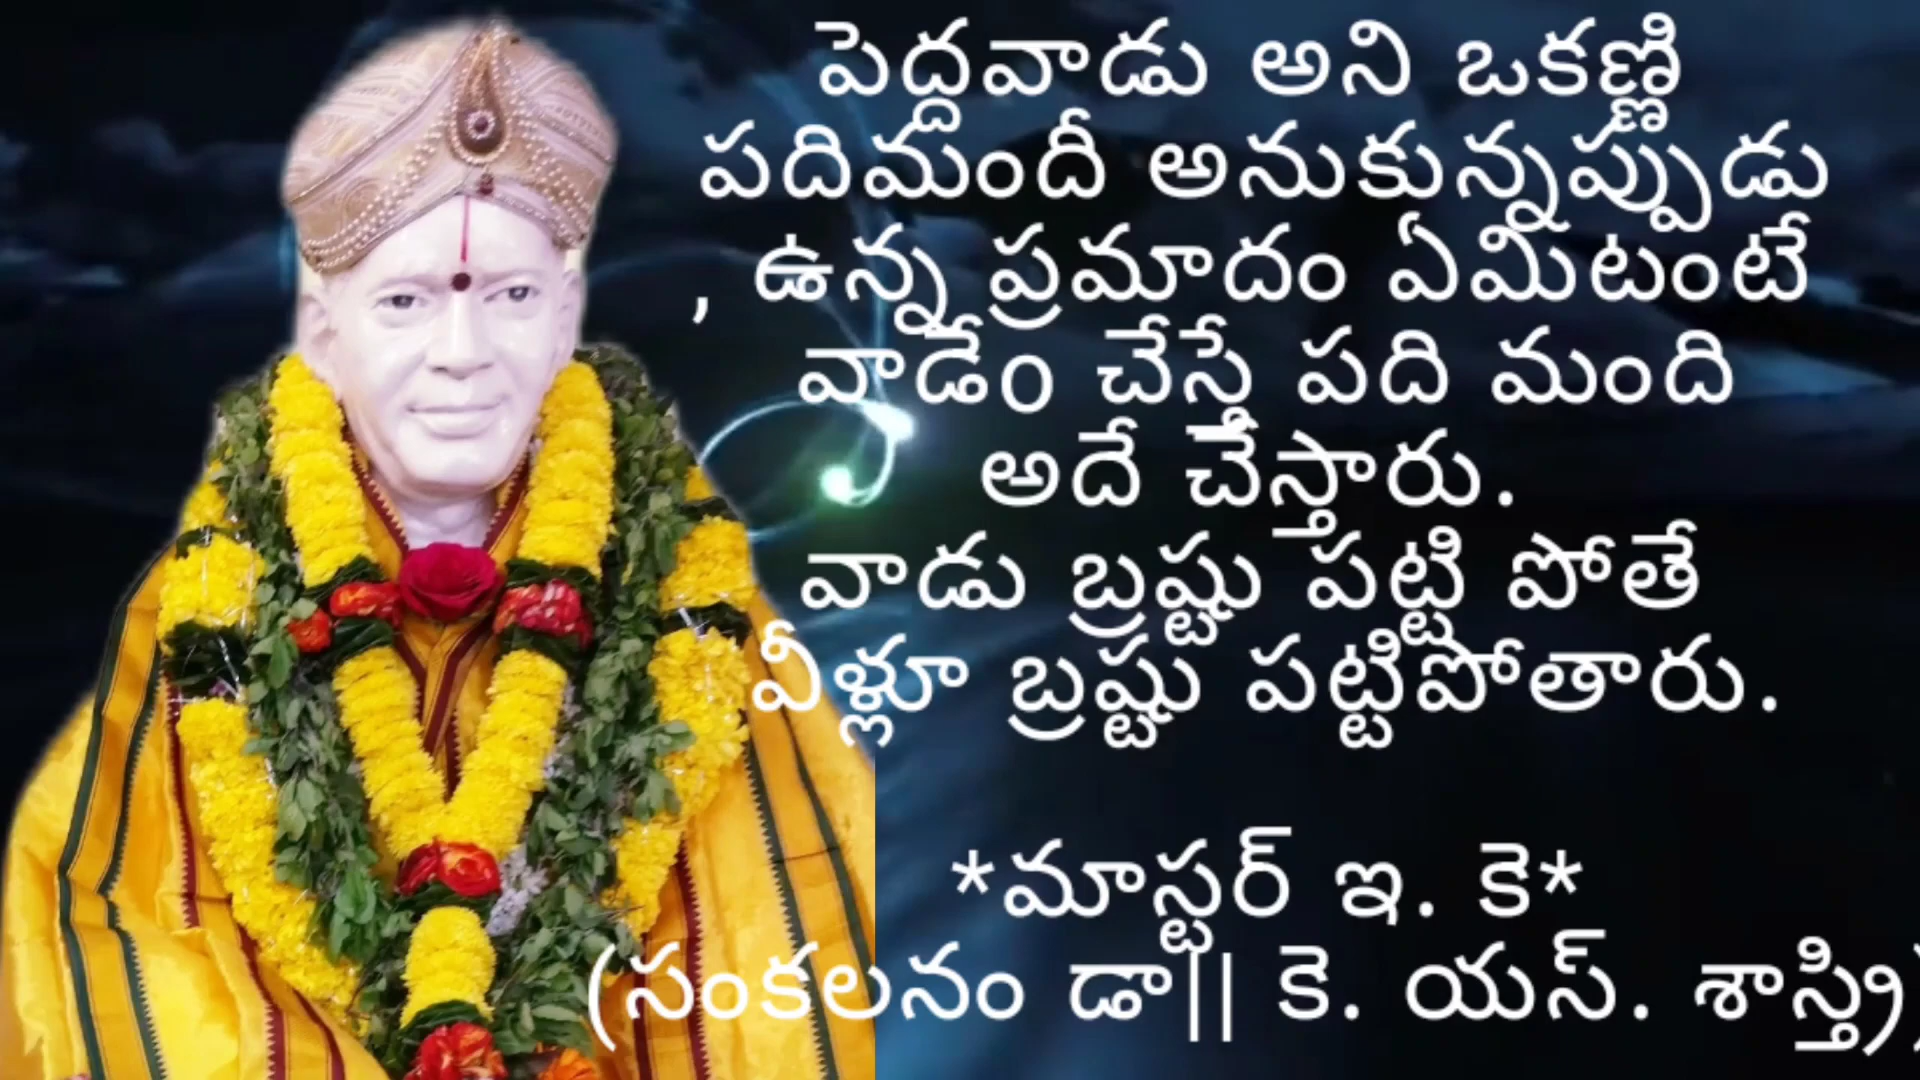 పెద్దవాడు అని ఒకణ్ణి
పదిమందీ అనుకున్నప్పుడు
, ఉన్న ప్రమాదం ఏమిటంటే
వాడేం చేస్తే పది మంది
అదే చేస్తారు.
వాడు బ్రష్టు పట్టి పోతే
వీళ్లూ బ్రష్టు పట్టిపోతారు.
*మాస్టర్ ఇ. కె*
(సంకలనం డా|| కె. యస్. శాస్త్రి)